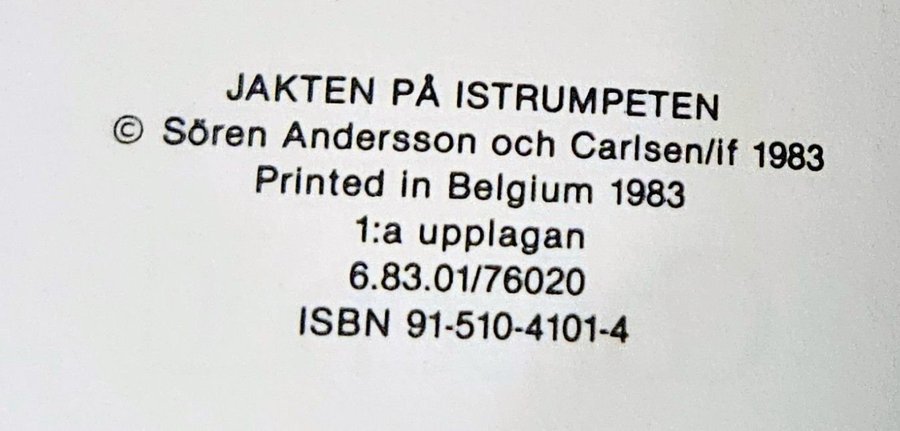 JAKTEN PÅ ISTRUMPETEN
© Sören Andersson och Carlsen/if 1983
Printed in Belgium 1983
1:a upplagan
6.83.01/76020
ISBN 91-510-4101-4